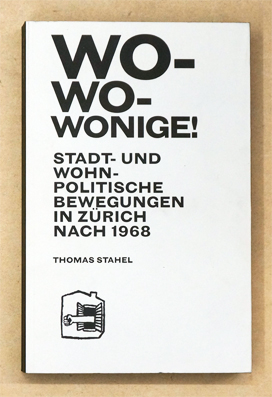 WO-
WO-
WONIGE!
STADT- UND
WOHN-
POLITISCHE
BEWEGUNGEN
IN ZÜRICH
NACH 1968
THOMAS STAHEL